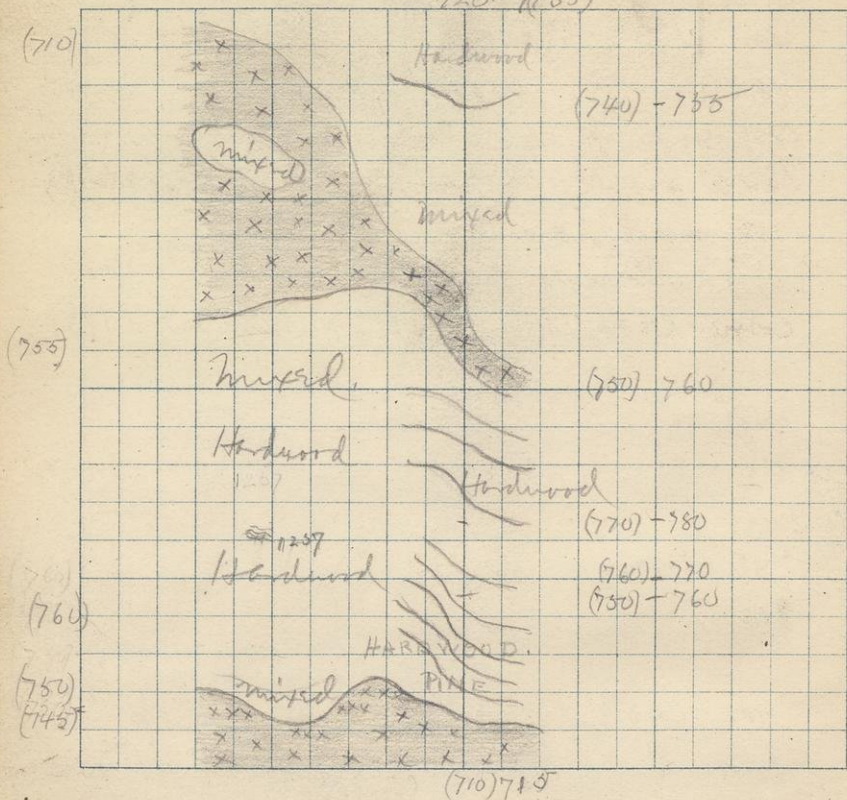 (710)
Hardwood
(740) - 755
mixed
mixed
(755)
Mixed.
(750) 760
Hardwood
Hardwood
(770) - 780
11257
Hardwood
(760) - 770
(750) - 760
(760)
HARDWOOD.
PINE
(750)
mixed
(745)
(710) 715